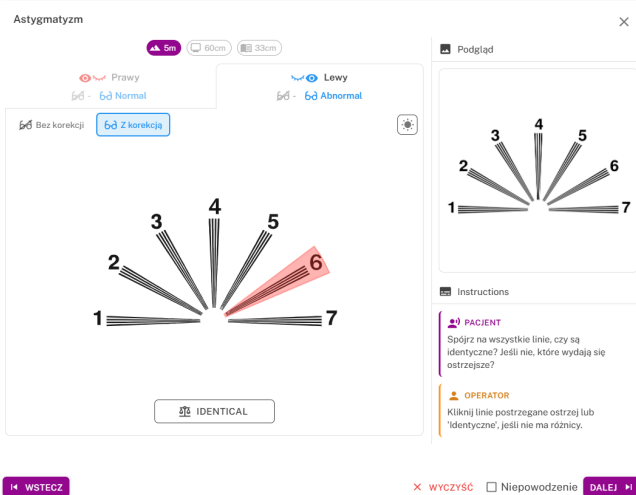 Astygmatyzm
5m
60cm
33cm
Prawy
- Normal
Lewy
- Abnormal
Bez korekcji
Z korekcją
1
2
3
4
5
6
7
IDENTICAL
Podgląd
1
2
3
4
5
6
7
Instructions
PACJENT
Spójrz na wszystkie linie, czy są
identyczne? Jeśli nie, które wydają się
ostrzejsze?
OPERATOR
Kliknij linie postrzegane ostrzej lub
'Identyczne', jeśli nie ma różnicy.
WSTECZ
WYCZYŚĆ
Niepowodzenie
DALEJ